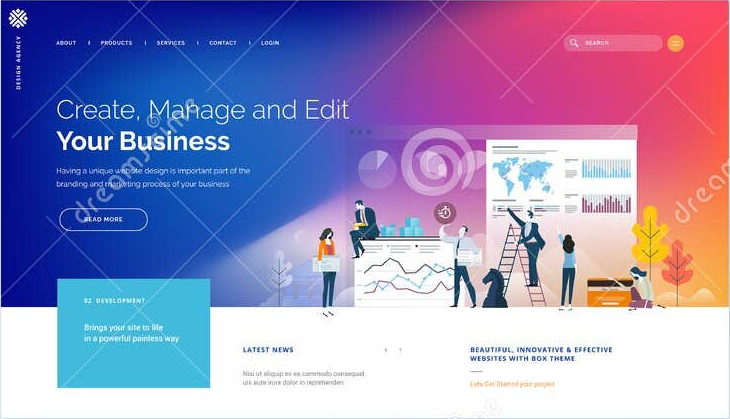 DESIGN AGENCY
ABOUT | PRODUCTS | SERVICES | CONTACT | LOGIN
SEARCH
Create, Manage and Edit
Your Business
Having a unique website design is important part of the
branding and marketing process of your business
READ MORE
02 DEVELOPMENT
Brings your site to life
in a powerful painless way
LATEST NEWS
Nisi ut aliquip ex ea commodo consequat
uis aute irure dolor in reprehenderi
BEAUTIFUL, INNOVATIVE & EFFECTIVE
WEBSITES WITH BOX THEME
Lets Get Started your project
dreamstime